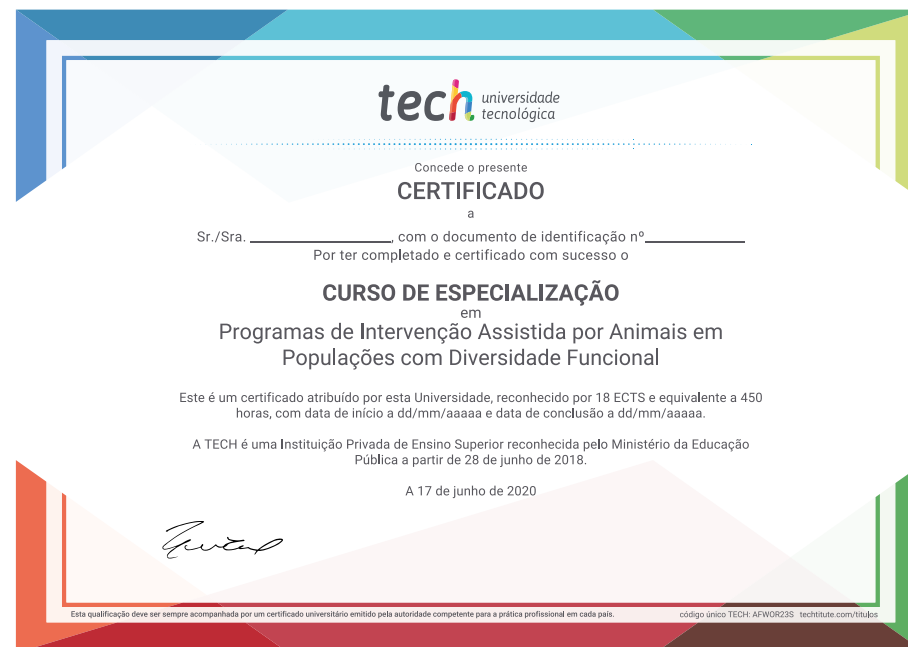 tech universidade
tecnológica
Concede o presente
CERTIFICADO
a
Sr./Sra. ____________________, com o documento de identificação nº______________
Por ter completado e certificado com sucesso o
CURSO DE ESPECIALIZAÇÃO
em
Programas de Intervenção Assistida por Animais em
Populações com Diversidade Funcional
Este é um certificado atribuído por esta Universidade, reconhecido por 18 ECTS e equivalente a 450
horas, com data de início a dd/mm/aaaaa e data de conclusão a dd/mm/aaaaa.
A TECH é uma Instituição Privada de Ensino Superior reconhecida pelo Ministério da Educação
Pública a partir de 28 de junho de 2018.
A 17 de junho de 2020
Esta qualificação deve ser sempre acompanhada por um certificado universitário emitido pela autoridade competente para a prática profissional em cada país.
código único TECH: AFWOR23S techtitute.com/titulos